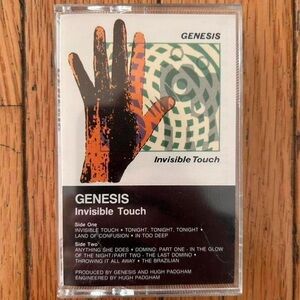 GENESIS
Invisible Touch
GENESIS
Invisible Touch
Side One
INVISIBLE TOUCH • TONIGHT, TONIGHT, TONIGHT •
LAND OF CONFUSION • IN TOO DEEP
Side Two
ANYTHING SHE DOES • DOMINO: PART ONE - IN THE GLOW
OF THE NIGHT/PART TWO - THE LAST DOMINO •
THROWING IT ALL AWAY • THE BRAZILIAN
PRODUCED BY GENESIS AND HUGH PADGHAM
ENGINEERED BY HUGH PADGHAM